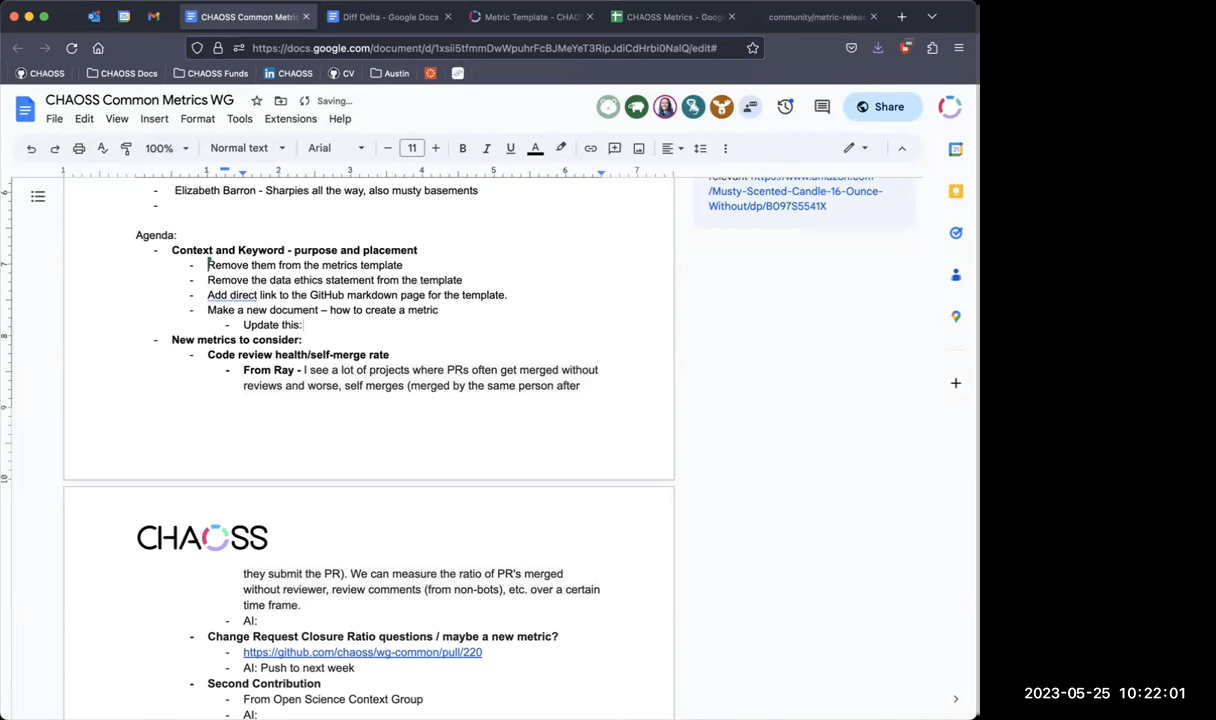 CHAOSS Common Metri
Diff Delta - Google Docs
Metric Template - CHAO
CHAOSS Metrics - Goog
community/metric-relea
https://docs.google.com/document/d/1xsii5tfmmDwWpuhrFcBJMeYeT3RipJdiCdHrbi0NaIQ/edit#
CHAOSS
CHAOSS Docs
CHAOSS Funds
CHAOSS
CV
Austin
CHAOSS Common Metrics WG
Saving...
File Edit View Insert Format Tools Extensions Help
Share
100% Normal text Arial 11
1 1 2 3 4 5 6 7
- Elizabeth Barron - Sharpies all the way, also musty basements
-
relevant https://www.amazon.com
/Musty-Scented-Candle-16-Ounce-
Without/dp/B097S5541X
Agenda:
- Context and Keyword - purpose and placement
- Remove them from the metrics template
- Remove the data ethics statement from the template
- Add direct link to the GitHub markdown page for the template.
- Make a new document – how to create a metric
- Update this:
- New metrics to consider:
- Code review health/self-merge rate
- From Ray - I see a lot of projects where PRs often get merged without
reviews and worse, self merges (merged by the same person after
CHAOSS
they submit the PR). We can measure the ratio of PR's merged
without reviewer, review comments (from non-bots), etc. over a certain
time frame.
- AI:
- Change Request Closure Ratio questions / maybe a new metric?
- https://github.com/chaoss/wg-common/pull/220
- AI: Push to next week
- Second Contribution
- From Open Science Context Group
- AI:
2023-05-25 10:22:01